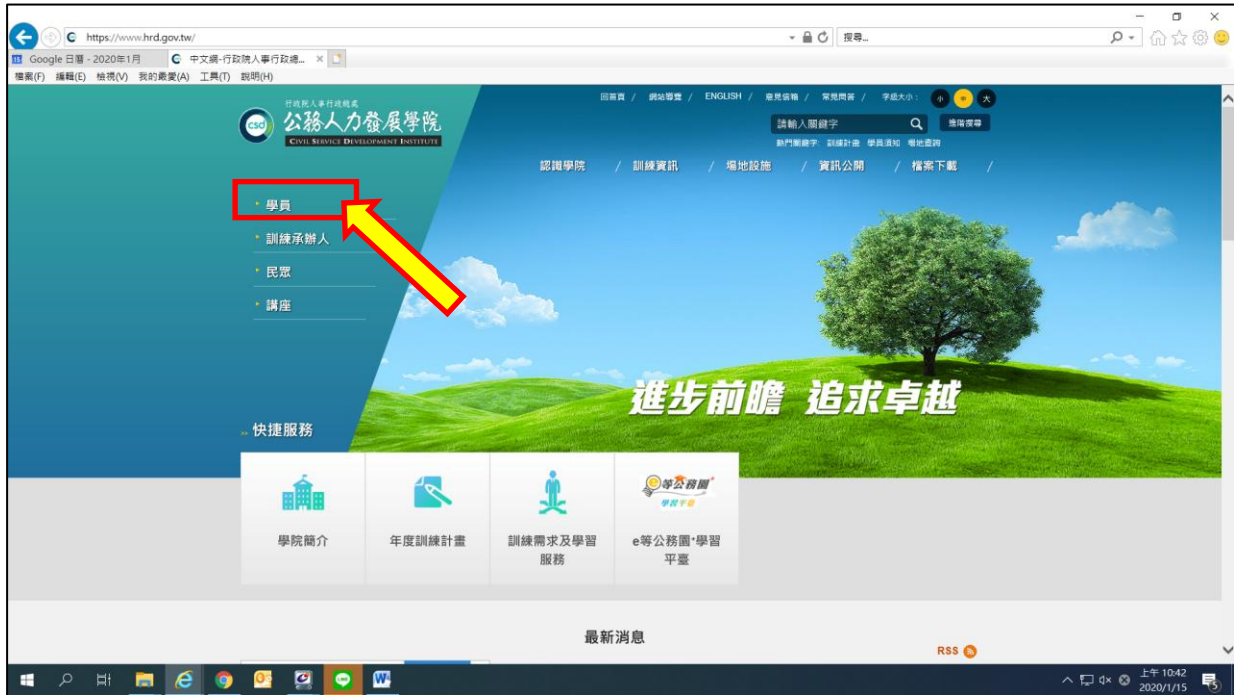 https://www.hrd.gov.tw/
搜尋...
Google 日曆 - 2020年1月
中文網-行政院人事行政總...
檔案(F) 編輯(E) 檢視(V) 我的最愛(A) 工具(T) 說明(H)
回首頁 / 網站導覽 / ENGLISH / 意見信箱 / 常見問答 / 字級大小: 小 中 大
行政院人事行政總處
公務人力發展學院
CIVIL SERVICE DEVELOPMENT INSTITUTE
csd
請輸入關鍵字
進階搜尋
熱門關鍵字: 訓練計畫 學員須知 場地查詢
認識學院 / 訓練資訊 / 場地設施 / 資訊公開 / 檔案下載 /
學員
訓練承辦人
民眾
講座
進步前瞻 追求卓越
快捷服務
e等公務園+
學習平臺
學院簡介
年度訓練計畫
訓練需求及學習
服務
e等公務園+學習
平臺
最新消息
RSS
上午 10:42
2020/1/15